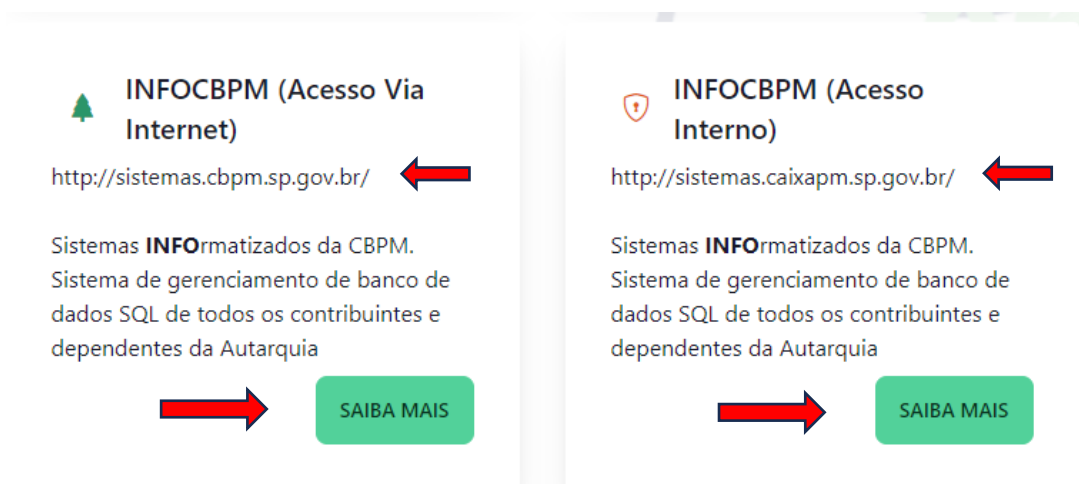 INFOCBPM (Acesso Via
Internet)
http://sistemas.cbpm.sp.gov.br/
Sistemas INFOrmatizados da CBPM.
Sistema de gerenciamento de banco de
dados SQL de todos os contribuintes e
dependentes da Autarquia
SAIBA MAIS
INFOCBPM (Acesso
Interno)
http://sistemas.caixapm.sp.gov.br/
Sistemas INFOrmatizados da CBPM.
Sistema de gerenciamento de banco de
dados SQL de todos os contribuintes e
dependentes da Autarquia
SAIBA MAIS